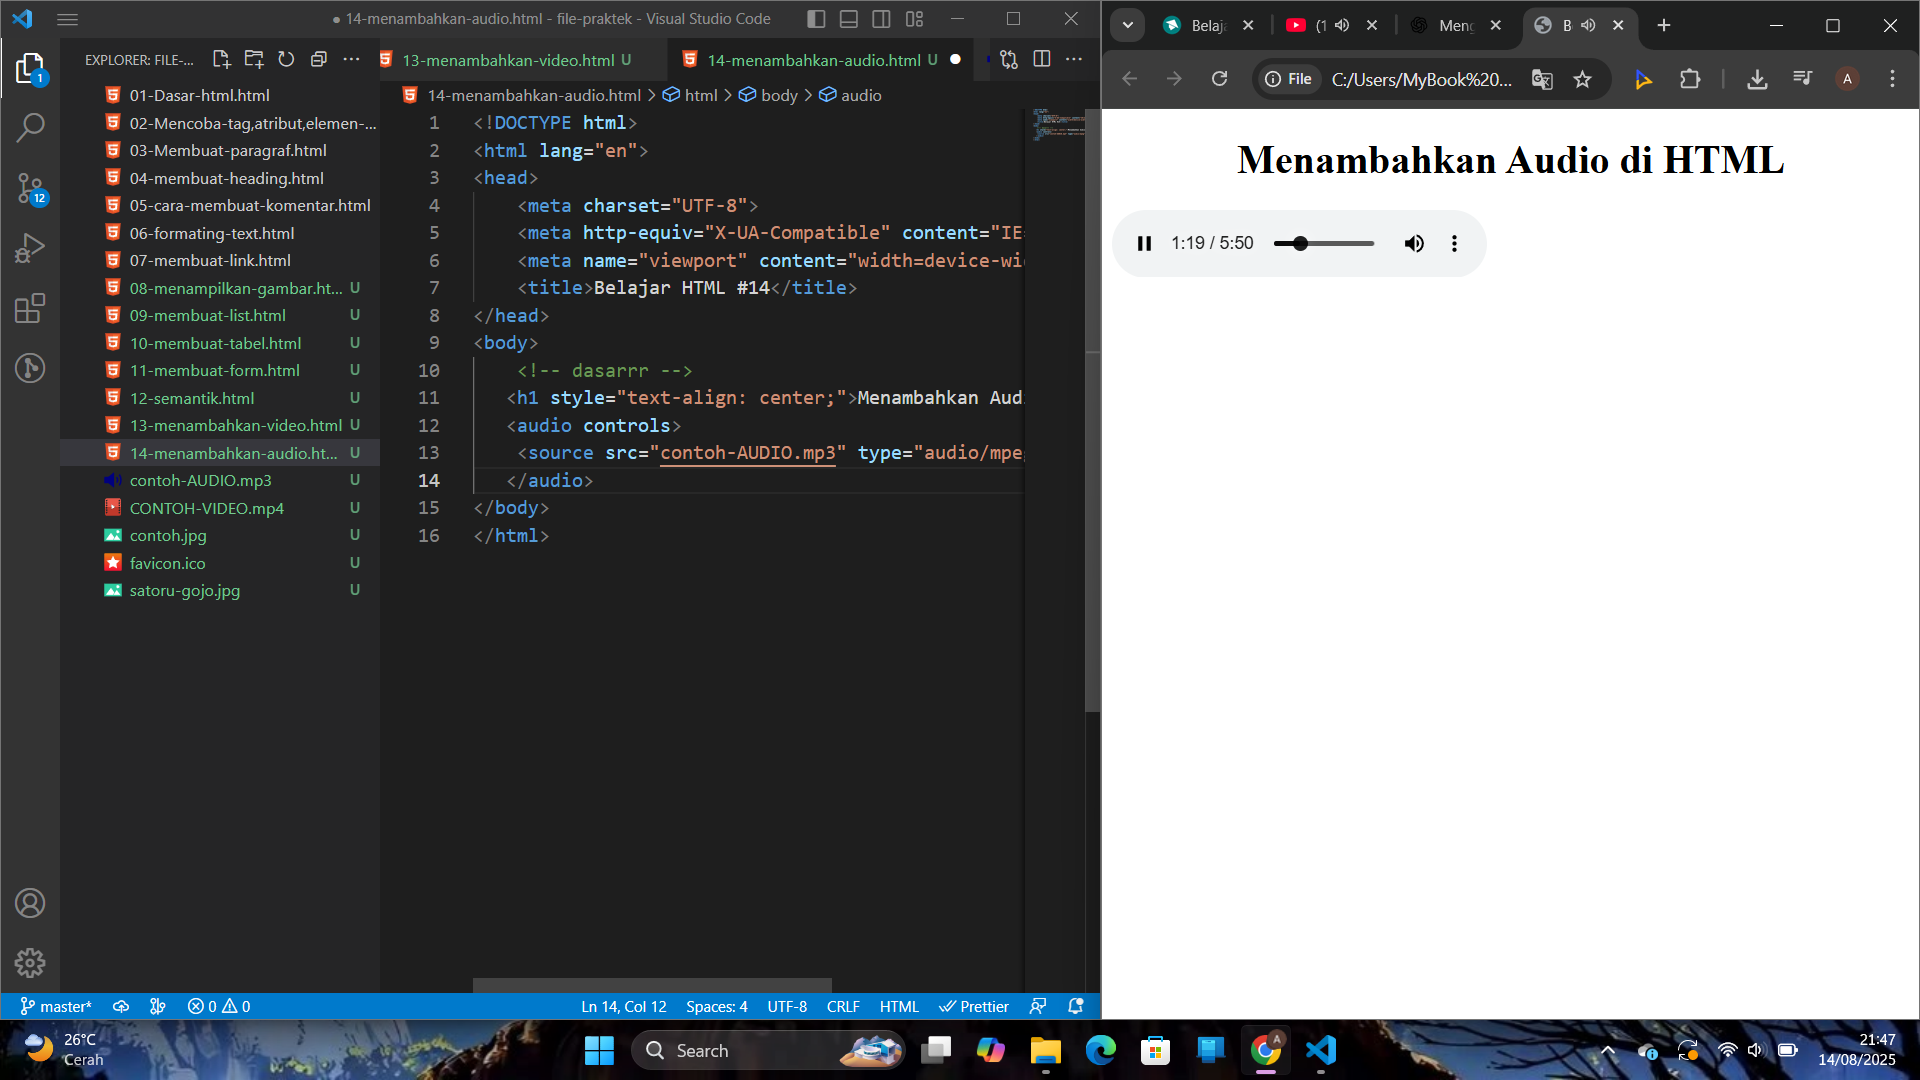 14-menambahkan-audio.html - file-praktek - Visual Studio Code
EXPLORER: FILE-...
1
12
01-Dasar-html.html
02-Mencoba-tag,atribut,elemen-...
03-Membuat-paragraf.html
04-membuat-heading.html
05-cara-membuat-komentar.html
06-formating-text.html
07-membuat-link.html
08-menampilkan-gambar.ht... U
09-membuat-list.html U
10-membuat-tabel.html U
11-membuat-form.html U
12-semantik.html U
13-menambahkan-video.html U
14-menambahkan-audio.ht... U
contoh-AUDIO.mp3 U
CONTOH-VIDEO.mp4 U
contoh.jpg U
favicon.ico U
satoru-gojo.jpg U
13-menambahkan-video.html U
14-menambahkan-audio.html U
14-menambahkan-audio.html > html > body > audio
1 <!DOCTYPE html>
2 <html lang="en">
3 <head>
4 <meta charset="UTF-8">
5 <meta http-equiv="X-UA-Compatible" content="IE
6 <meta name="viewport" content="width=device-wi
7 <title>Belajar HTML #14</title>
8 </head>
9 <body>
10 <!-- dasarrr -->
11 <h1 style="text-align: center;">Menambahkan Aud
12 <audio controls>
13 <source src="contoh-AUDIO.mp3" type="audio/mpe
14 </audio>
15 </body>
16 </html>
master* 0 0 Ln 14, Col 12 Spaces: 4 UTF-8 CRLF HTML Prettier
Belaja
(1
Meng
B
File C:/Users/MyBook%20... A
Menambahkan Audio di HTML
1:19 / 5:50
26°C
Cerah
Search
A
21:47
14/08/2025